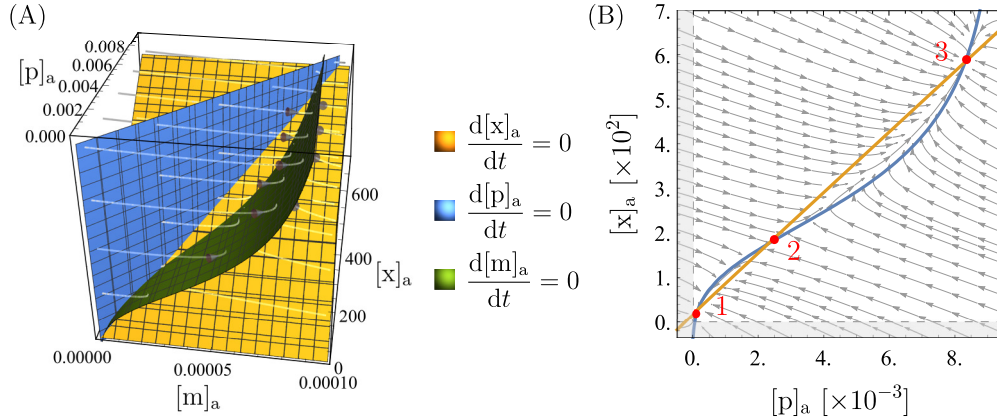 (A)
[p]ₐ
0.008
0.006
0.004
0.002
0.000
600
400
200
0
[x]ₐ
0.00000
0.00005
0.00010
[m]ₐ
d[x]ₐ/dt = 0
d[p]ₐ/dt = 0
d[m]ₐ/dt = 0
(B)
7.
6.
5.
4.
3.
2.
1.
0.
[x]ₐ [×10²]
1
2
3
0.
2.
4.
6.
8.
[p]ₐ [×10⁻³]